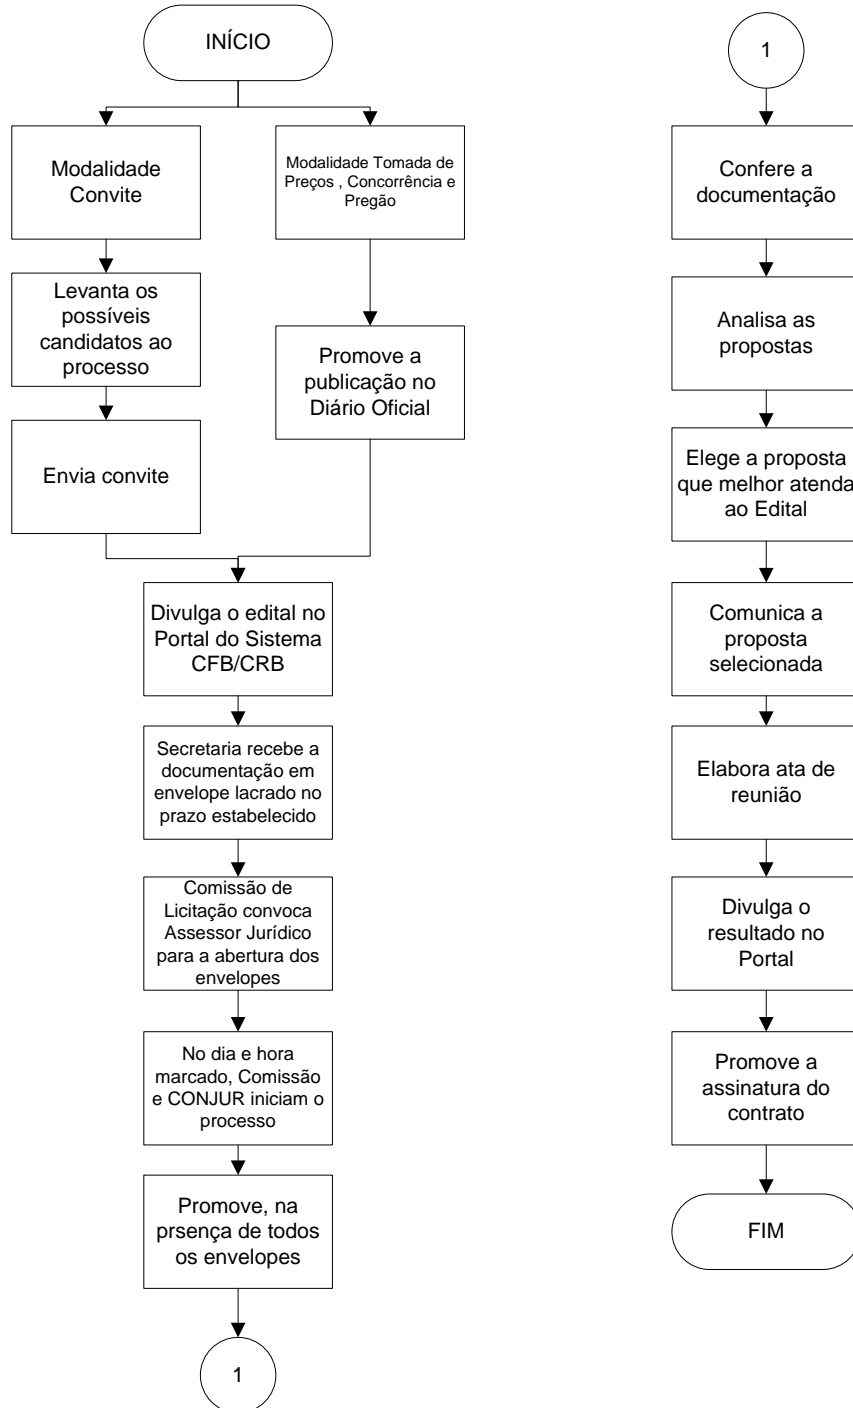 INÍCIO
Modalidade
Convite
Modalidade Tomada de
Preços , Concorrência e
Pregão
Levanta os
possíveis
candidatos ao
processo
Promove a
publicação no
Diário Oficial
Envia convite
Divulga o edital no
Portal do Sistema
CFB/CRB
Secretaria recebe a
documentação em
envelope lacrado no
prazo estabelecido
Comissão de
Licitação convoca
Assessor Jurídico
para a abertura dos
envelopes
No dia e hora
marcado, Comissão
e CONJUR iniciam o
processo
Promove, na
prsença de todos
os envelopes
1
1
Confere a
documentação
Analisa as
propostas
Elege a proposta
que melhor atenda
ao Edital
Comunica a
proposta
selecionada
Elabora ata de
reunião
Divulga o
resultado no
Portal
Promove a
assinatura do
contrato
FIM